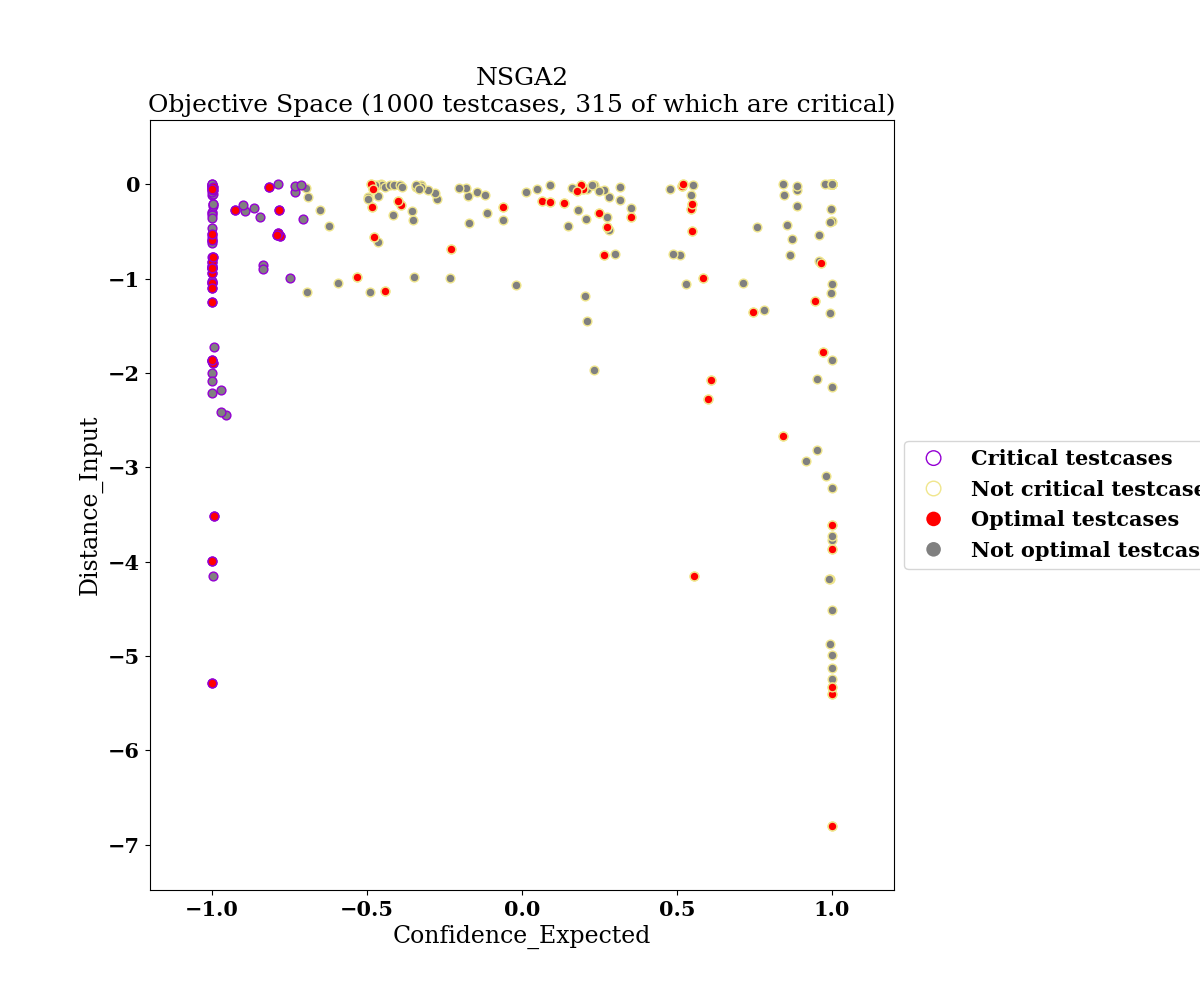 NSGA2
Objective Space (1000 testcases, 315 of which are critical)
0
−1
−2
−3
−4
−5
−6
−7
Distance_Input
−1.0
−0.5
0.0
0.5
1.0
Confidence_Expected
Critical testcases
Not critical testcase
Optimal testcases
Not optimal testcas